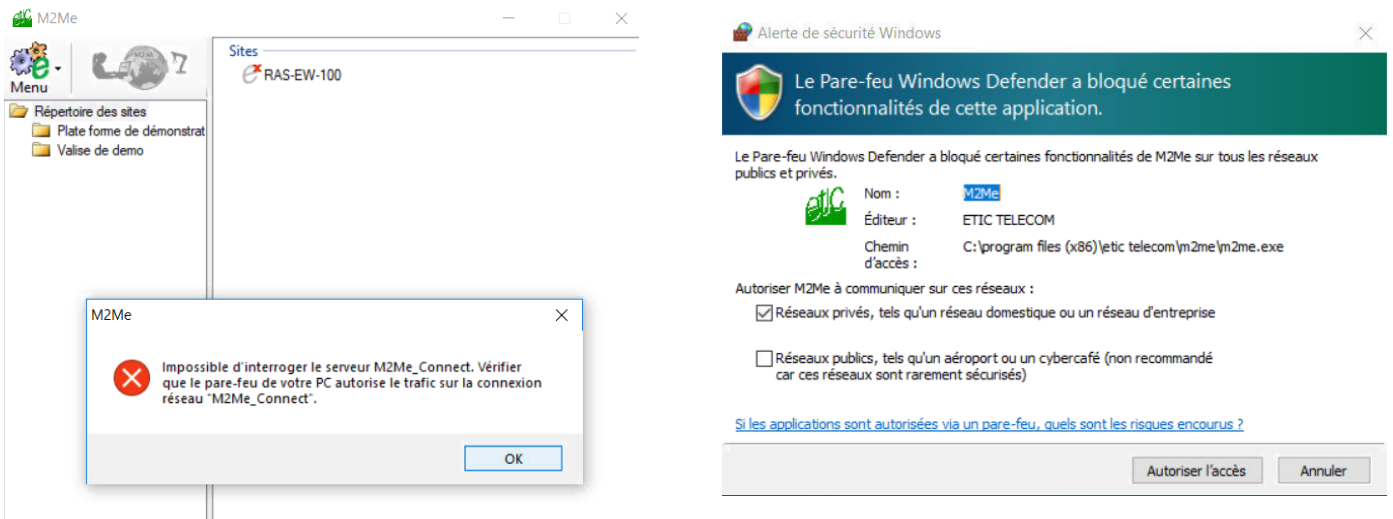 M2Me
Menu
Sites
RAS-EW-100
Répertoire des sites
Plate forme de démonstrat
Valise de demo
M2Me
Impossible d'interroger le serveur M2Me_Connect. Vérifier
que le pare-feu de votre PC autorise le trafic sur la connexion
réseau "M2Me_Connect".
OK
Alerte de sécurité Windows
Le Pare-feu Windows Defender a bloqué certaines
fonctionnalités de cette application.
Le Pare-feu Windows Defender a bloqué certaines fonctionnalités de M2Me sur tous les réseaux
publics et privés.
etic
Nom : M2Me
Éditeur : ETIC TELECOM
Chemin d'accès : C:\program files (x86)\etic telecom\m2me\m2me.exe
Autoriser M2Me à communiquer sur ces réseaux :
Réseaux privés, tels qu'un réseau domestique ou un réseau d'entreprise
Réseaux publics, tels qu'un aéroport ou un cybercafé (non recommandé
car ces réseaux sont rarement sécurisés)
Si les applications sont autorisées via un pare-feu, quels sont les risques encourus ?
Autoriser l'accès
Annuler